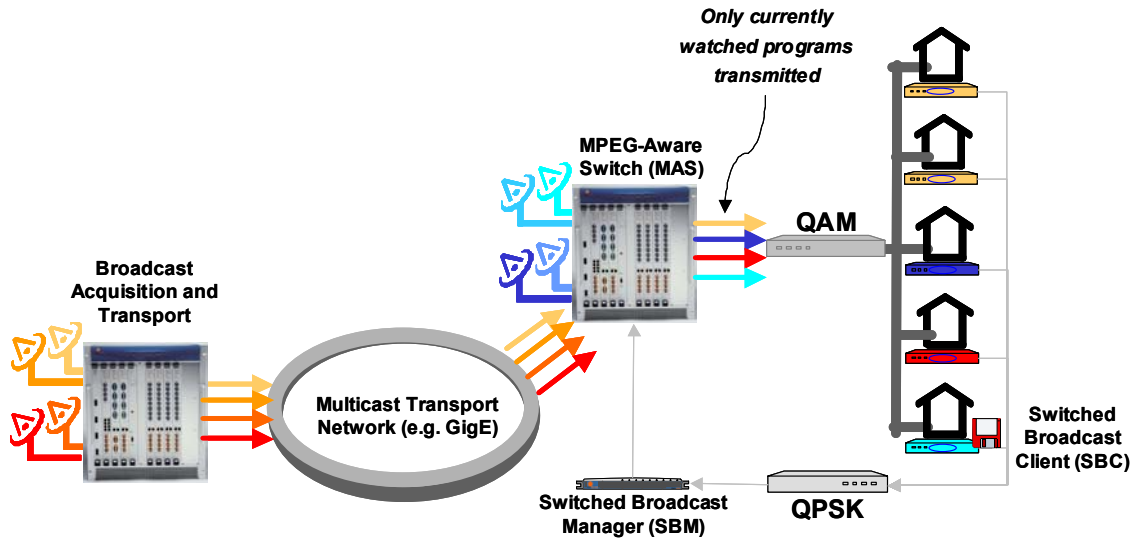 Only currently
watched programs
transmitted
MPEG-Aware
Switch (MAS)
QAM
Broadcast
Acquisition and
Transport
Multicast Transport
Network (e.g. GigE)
Switched
Broadcast
Client (SBC)
Switched Broadcast
Manager (SBM)
QPSK